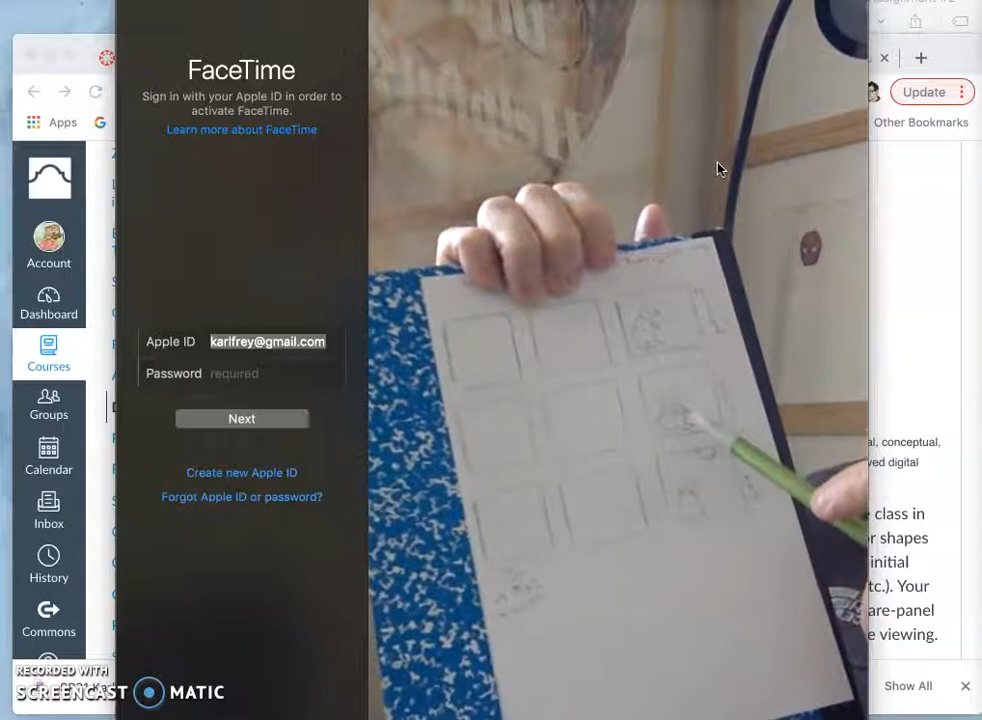 FaceTime
Sign in with your Apple ID in order to
activate FaceTime.
Learn more about FaceTime
Apple ID karlfrey@gmail.com
Password required
Next
Create new Apple ID
Forgot Apple ID or password?
Update
Apps
Other Bookmarks
Account
Dashboard
Courses
Groups
Calendar
Inbox
History
Commons
al, conceptual,
ved digital
class in
or shapes
initial
tc.). Your
are-panel
e viewing.
Show All
RECORDED WITH
SCREENCAST MATIC